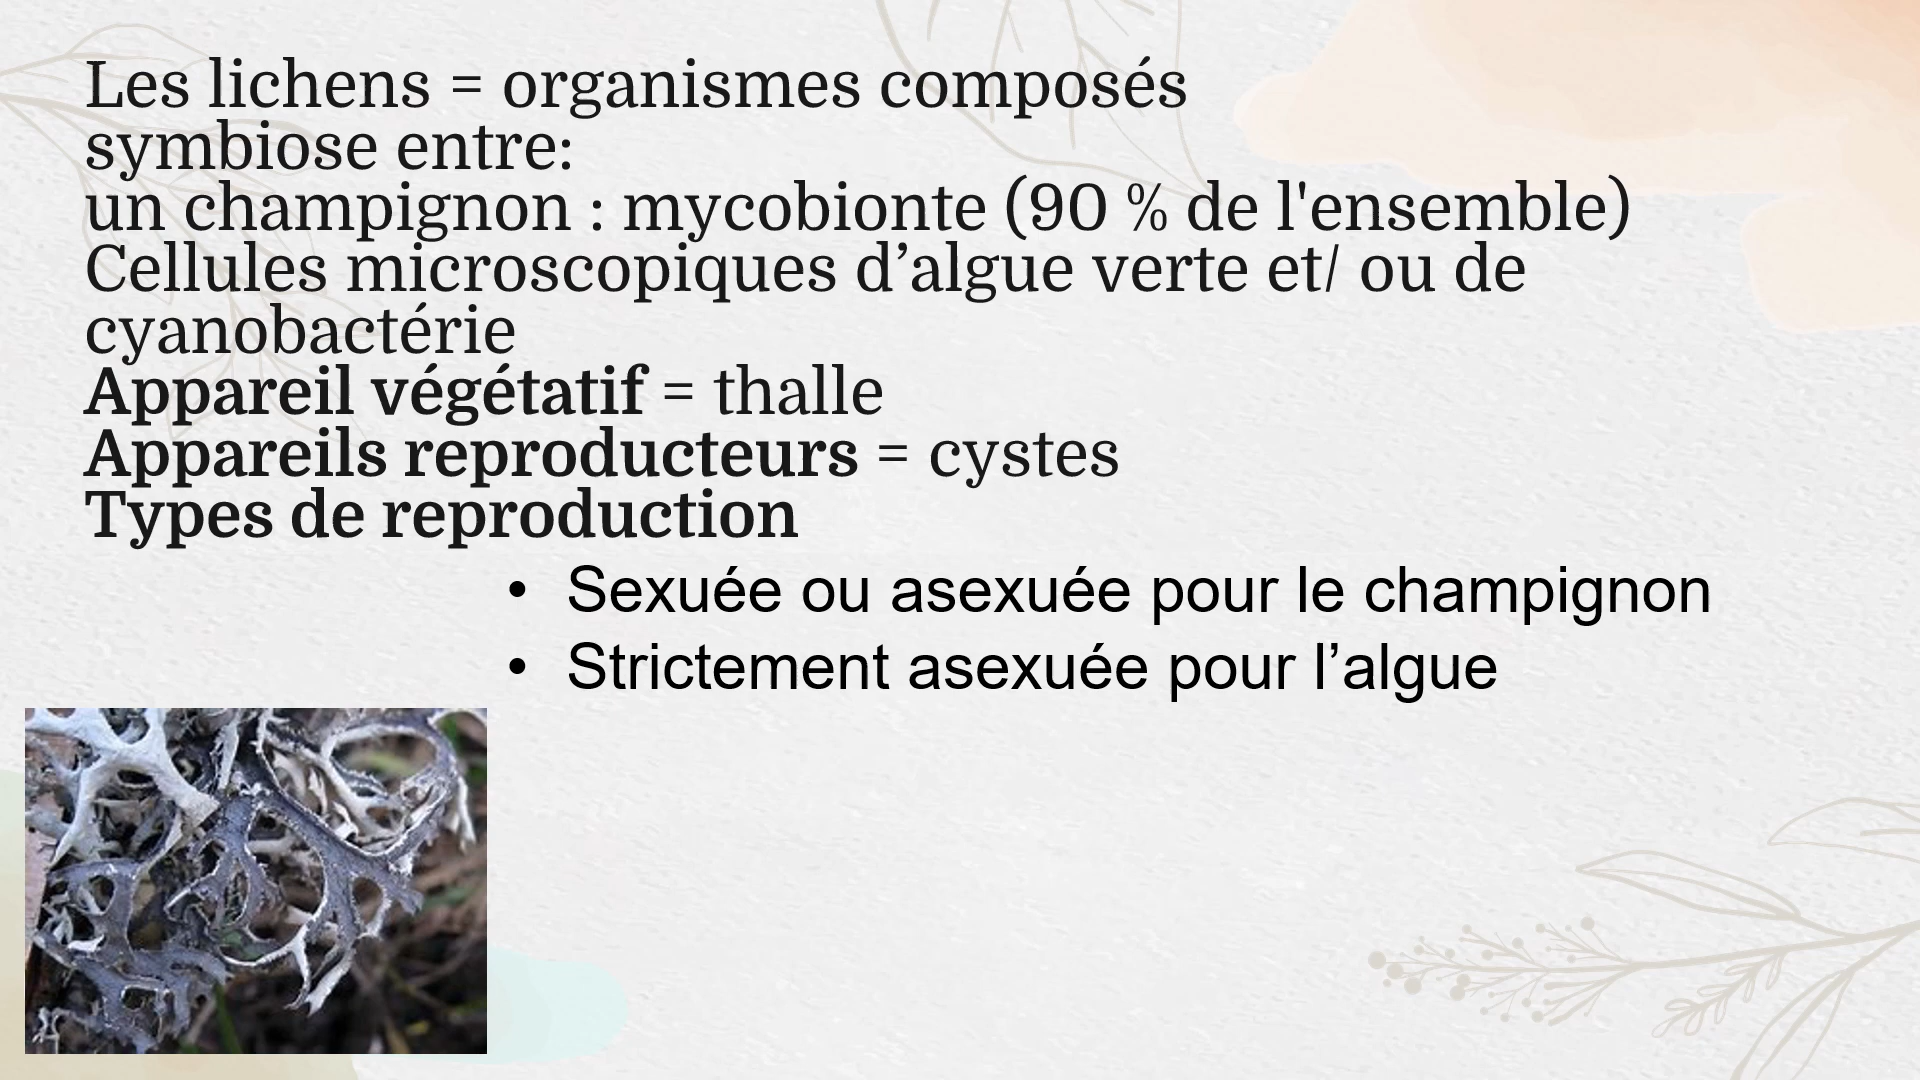 Les lichens = organismes composés
symbiose entre:
un champignon : mycobionte (90 % de l'ensemble)
Cellules microscopiques d’algue verte et/ ou de
cyanobactérie
Appareil végétatif = thalle
Appareils reproducteurs = cystes
Types de reproduction
• Sexuée ou asexuée pour le champignon
• Strictement asexuée pour l’algue